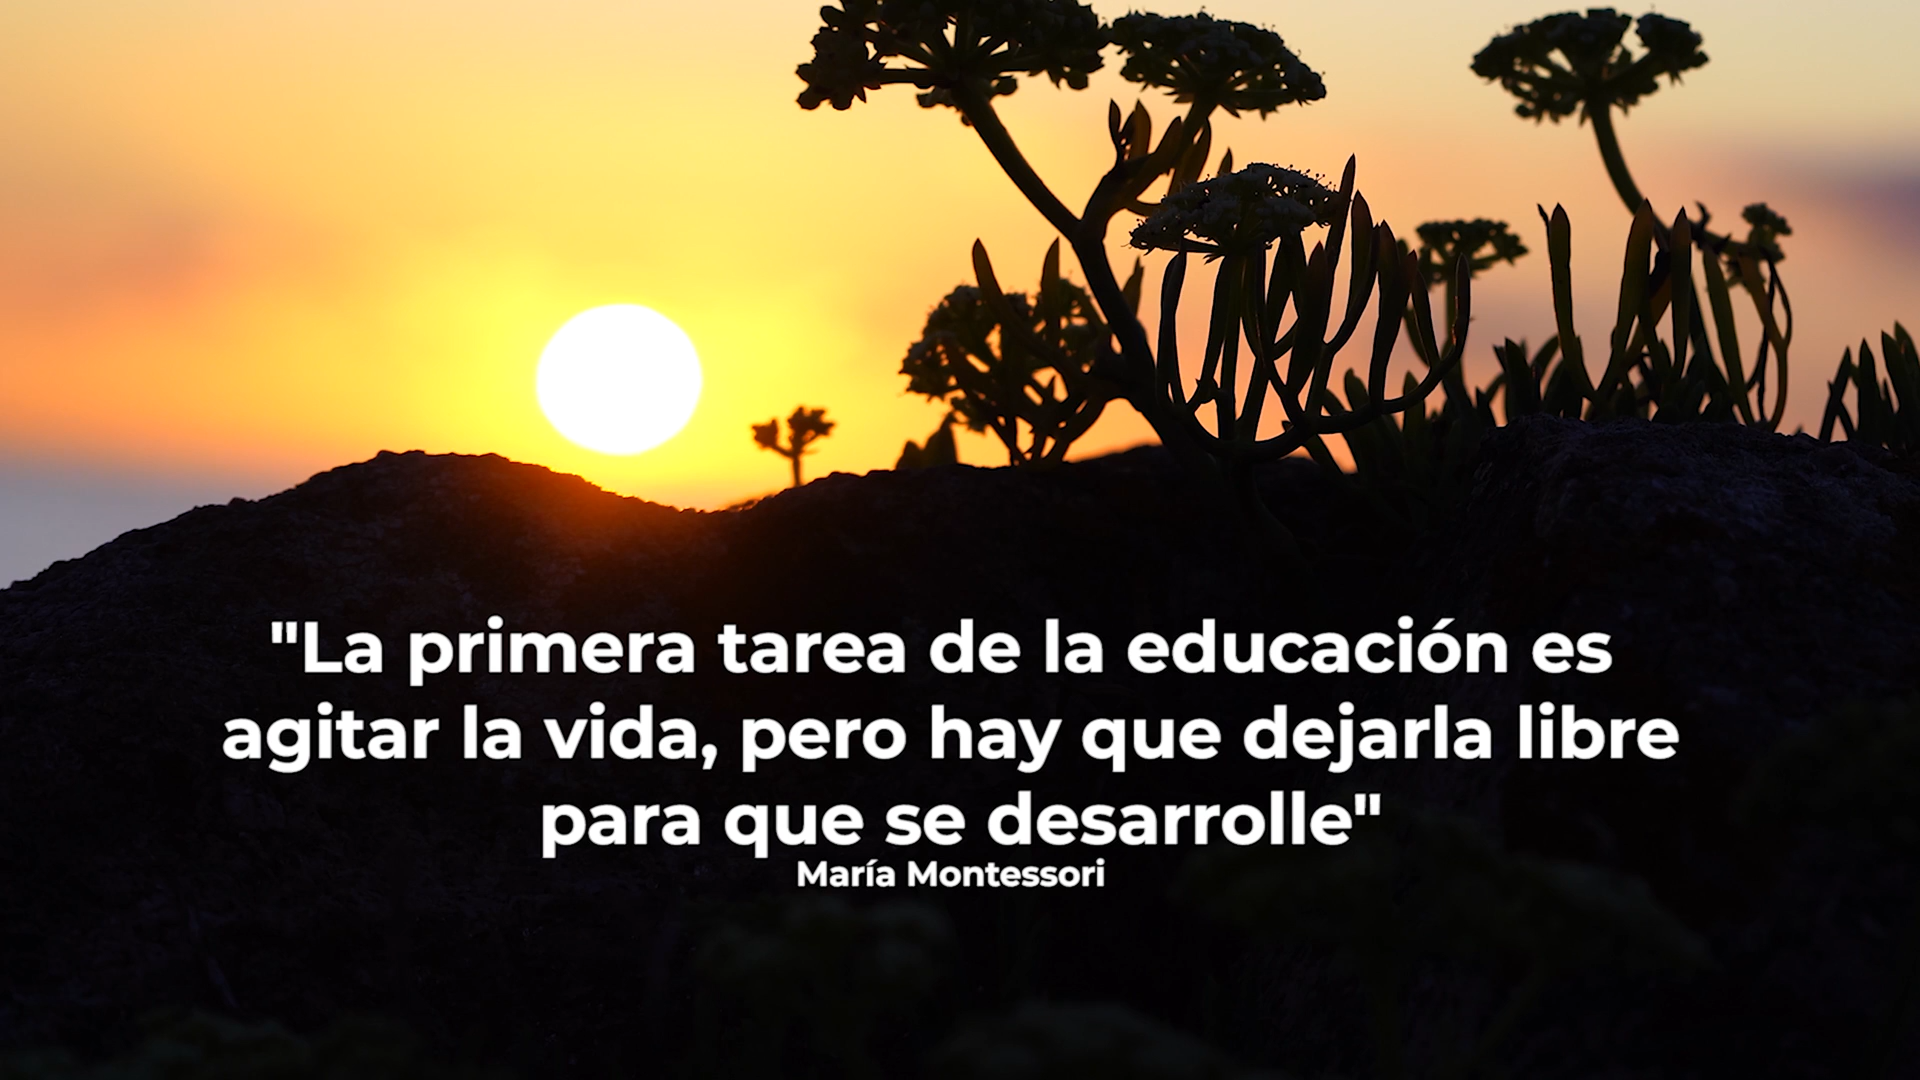 "La primera tarea de la educación es
agitar la vida, pero hay que dejarla libre
para que se desarrolle"
María Montessori